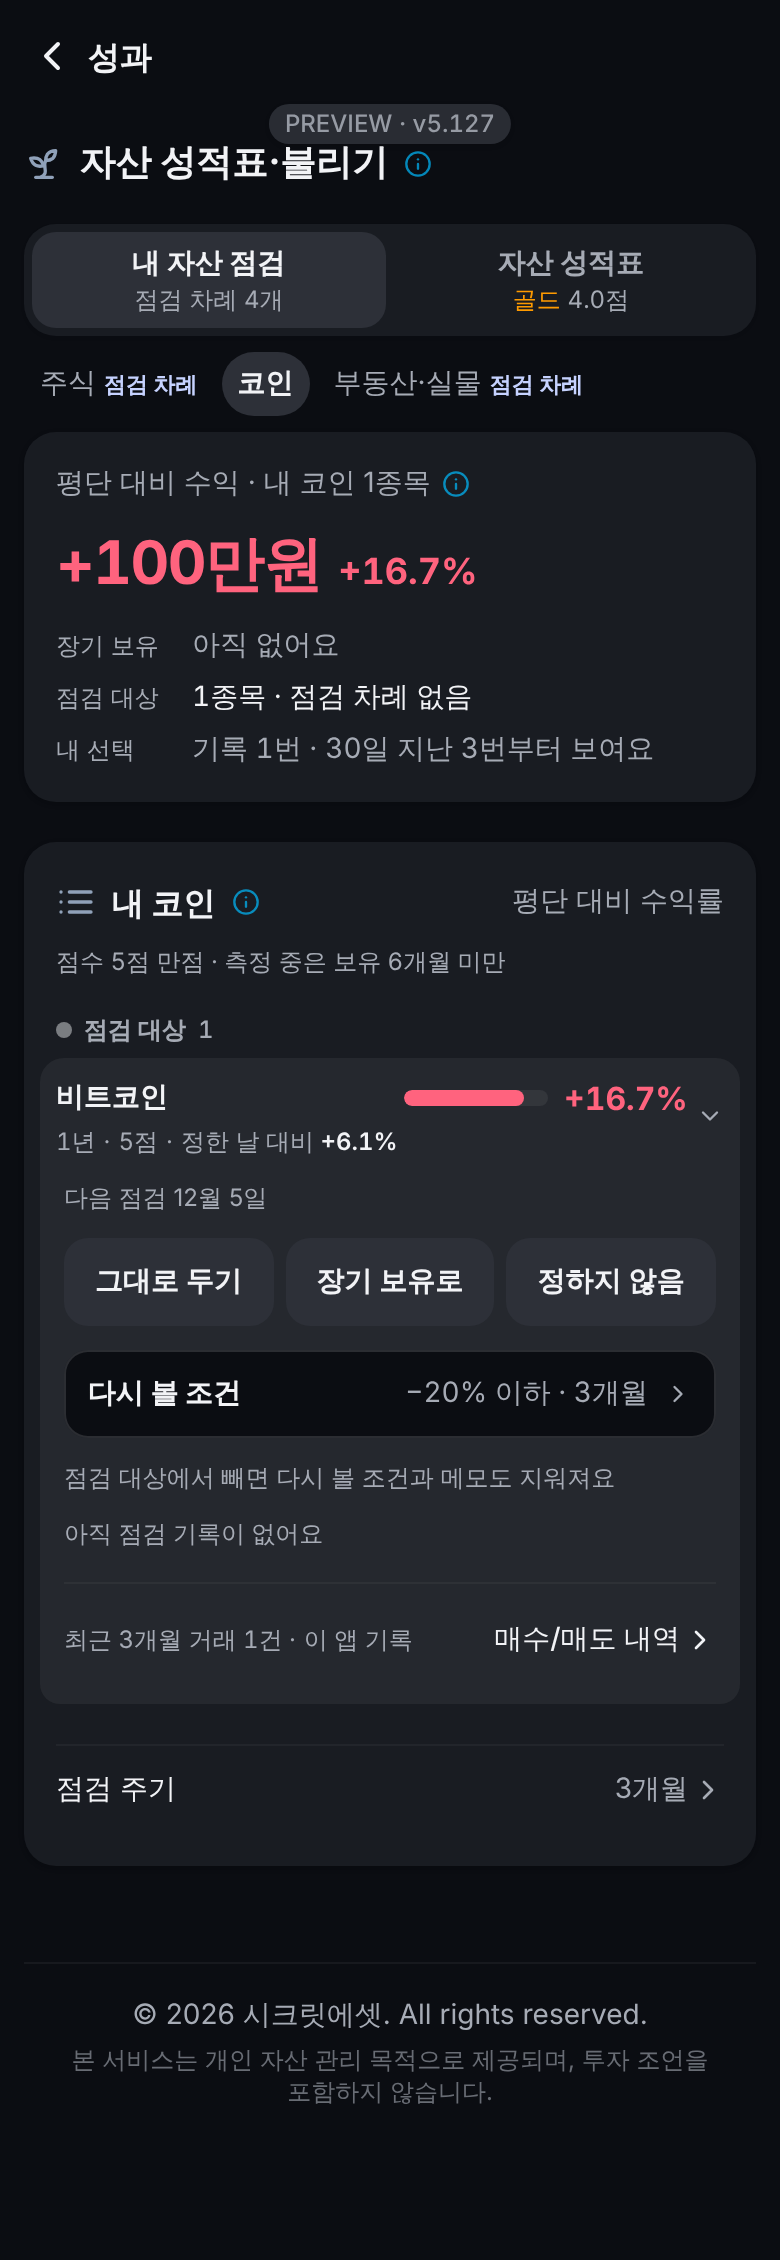 성과
PREVIEW · v5.127
자산 성적표·불리기
내 자산 점검
점검 차례 4개
자산 성적표
골드 4.0점
주식 점검 차례 코인 부동산·실물 점검 차례
평단 대비 수익 · 내 코인 1종목
+100만원 +16.7%
장기 보유 아직 없어요
점검 대상 1종목 · 점검 차례 없음
내 선택 기록 1번 · 30일 지난 3번부터 보여요
내 코인 평단 대비 수익률
점수 5점 만점 · 측정 중은 보유 6개월 미만
점검 대상 1
비트코인 +16.7%
1년 · 5점 · 정한 날 대비 +6.1%
다음 점검 12월 5일
그대로 두기 장기 보유로 정하지 않음
다시 볼 조건 −20% 이하 · 3개월
점검 대상에서 빼면 다시 볼 조건과 메모도 지워져요
아직 점검 기록이 없어요
최근 3개월 거래 1건 · 이 앱 기록 매수/매도 내역
점검 주기 3개월
© 2026 시크릿에셋. All rights reserved.
본 서비스는 개인 자산 관리 목적으로 제공되며, 투자 조언을
포함하지 않습니다.